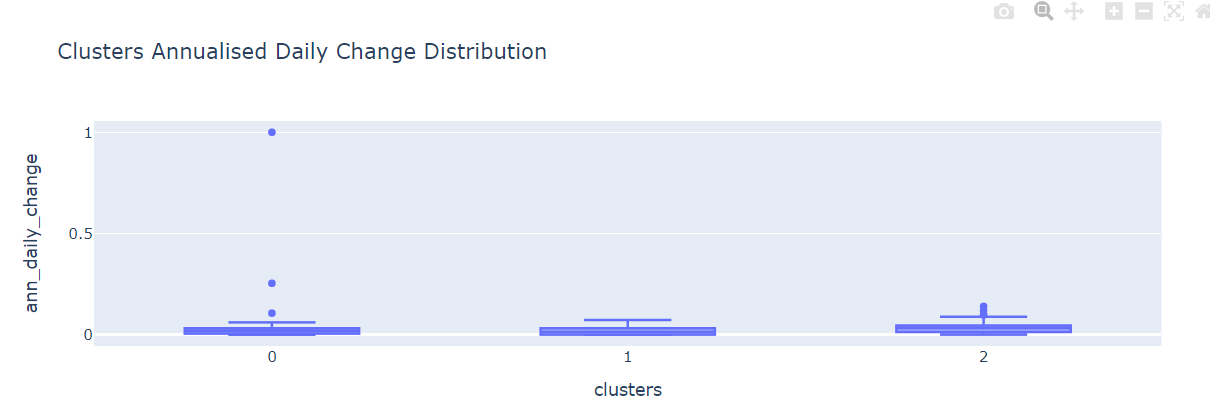 Clusters Annualised Daily Change Distribution
1
0.5
0
ann_daily_change
0 1 2
clusters